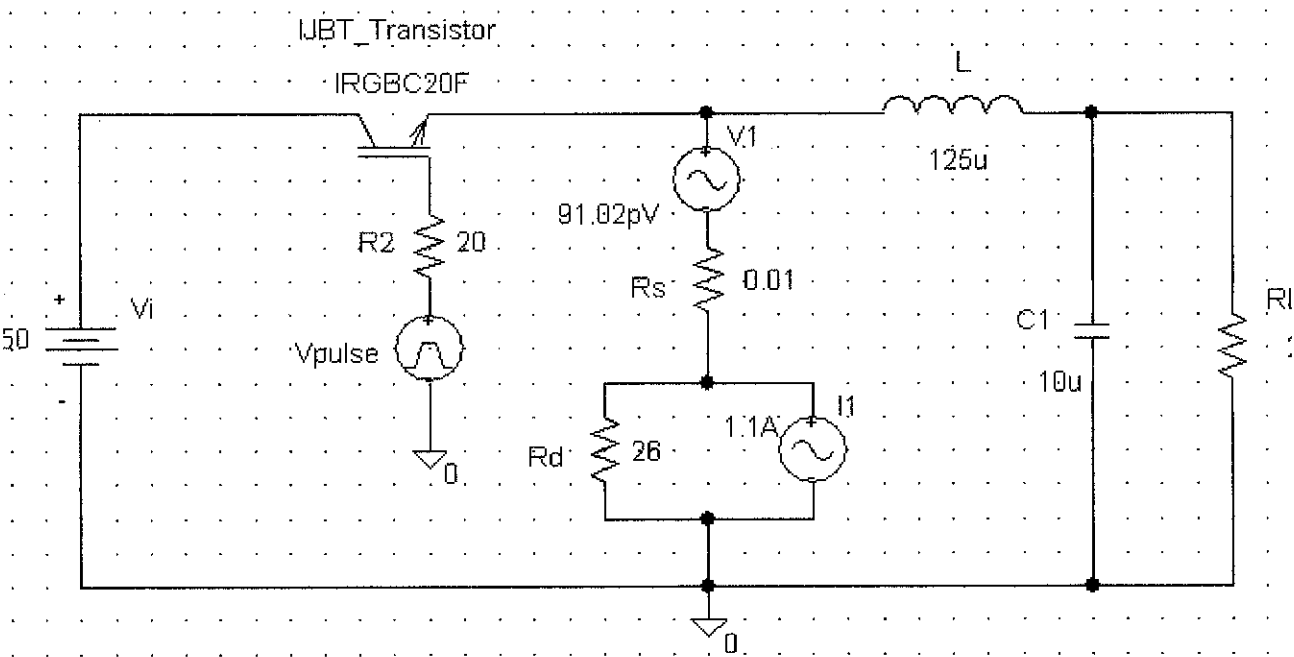 IJBT_Transistor
IRGBC20F
L
125u
V1
91.02pV
R2
20
Rs
0.01
+
Vi
50
-
Vpulse
0
Rd
26
1.1A
I1
C1
10u
0